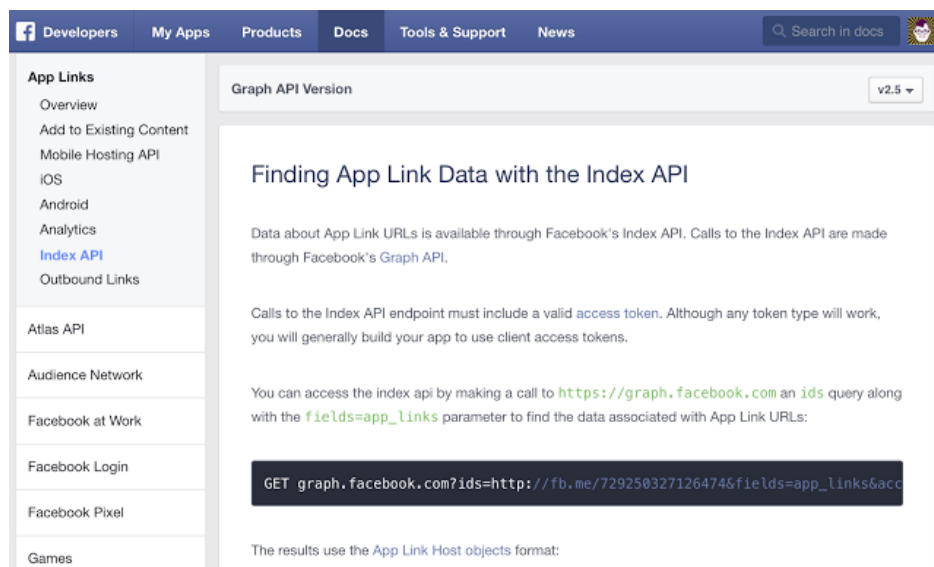 Developers My Apps Products Docs Tools & Support News Search in docs
App Links
Overview
Add to Existing Content
Mobile Hosting API
iOS
Android
Analytics
Index API
Outbound Links
Atlas API
Audience Network
Facebook at Work
Facebook Login
Facebook Pixel
Games
Graph API Version v2.5
Finding App Link Data with the Index API
Data about App Link URLs is available through Facebook's Index API. Calls to the Index API are made
through Facebook's Graph API.
Calls to the Index API endpoint must include a valid access token. Although any token type will work,
you will generally build your app to use client access tokens.
You can access the index api by making a call to https://graph.facebook.com an ids query along
with the fields=app_links parameter to find the data associated with App Link URLs:
GET graph.facebook.com?ids=http://fb.me/729250327126474&fields=app_links&acc
The results use the App Link Host objects format: